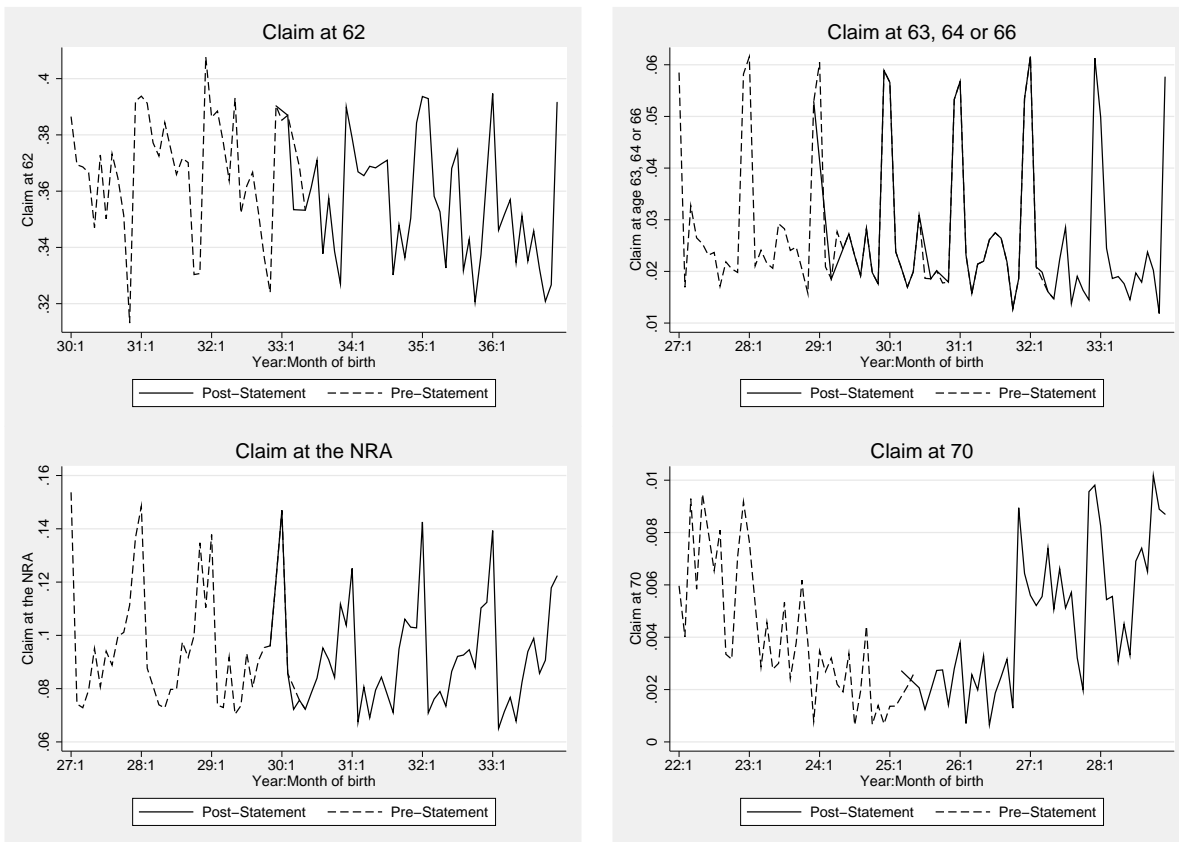 Claim at 62
Claim at 62
.4
.38
.36
.34
.32
30:1 31:1 32:1 33:1 34:1 35:1 36:1
Year:Month of birth
Post−Statement Pre−Statement
Claim at 63, 64 or 66
Claim at age 63, 64 or 66
.06
.05
.04
.03
.02
.01
27:1 28:1 29:1 30:1 31:1 32:1 33:1
Year:Month of birth
Post−Statement Pre−Statement
Claim at the NRA
Claim at the NRA
.16
.14
.12
.1
.08
.06
27:1 28:1 29:1 30:1 31:1 32:1 33:1
Year:Month of birth
Post−Statement Pre−Statement
Claim at 70
Claim at 70
.01
.008
.006
.004
.002
0
22:1 23:1 24:1 25:1 26:1 27:1 28:1
Year:Month of birth
Post−Statement Pre−Statement